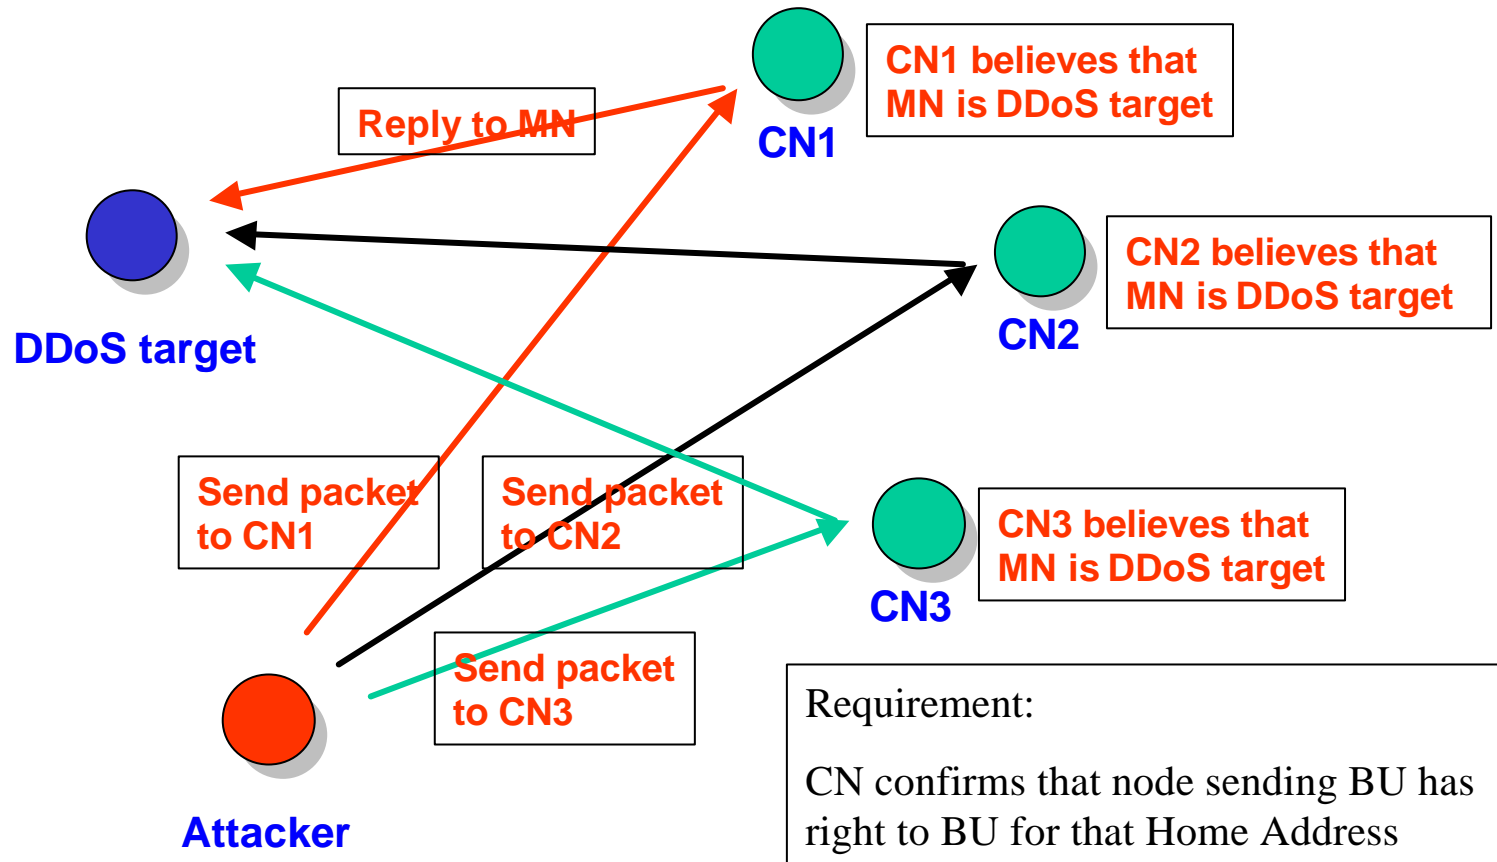 CN1 believes that
MN is DDoS target
Reply to MN
CN1
CN2 believes that
MN is DDoS target
DDoS target
CN2
Send packet
to CN1
Send packet
to CN2
CN3 believes that
MN is DDoS target
CN3
Send packet
to CN3
Attacker
Requirement:
CN confirms that node sending BU has
right to BU for that Home Address